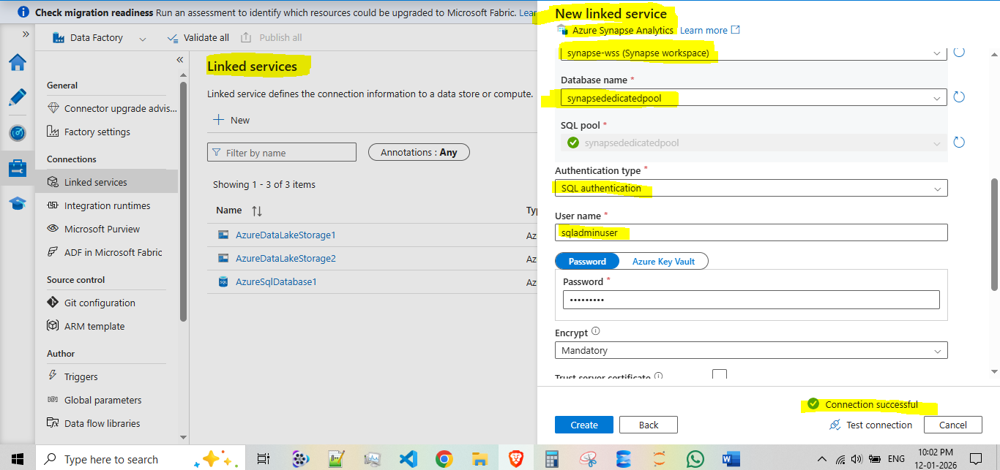 Check migration readiness Run an assessment to identify which resources could be upgraded to Microsoft Fabric. Lear
Data Factory
Validate all
Publish all
General
Connector upgrade advis...
Factory settings
Connections
Linked services
Integration runtimes
Microsoft Purview
ADF in Microsoft Fabric
Source control
Git configuration
ARM template
Author
Triggers
Global parameters
Data flow libraries
Linked services
Linked service defines the connection information to a data store or compute.
New
Filter by name
Annotations : Any
Showing 1 - 3 of 3 items
Name
Typ
AzureDataLakeStorage1
Az
AzureDataLakeStorage2
Az
SQL
AzureSqlDatabase1
Az
New linked service
Azure Synapse Analytics Learn more
synapse-wss (Synapse workspace)
Database name *
synapsededicatedpool
SQL pool *
synapsededicatedpool
Authentication type *
SQL authentication
User name *
sqladminuser
Password
Azure Key Vault
Password *
•••••••••
Encrypt
Mandatory
Trust server certificate
Connection successful
Create
Back
Test connection
Cancel
Type here to search
ENG
10:02 PM
12-01-2026